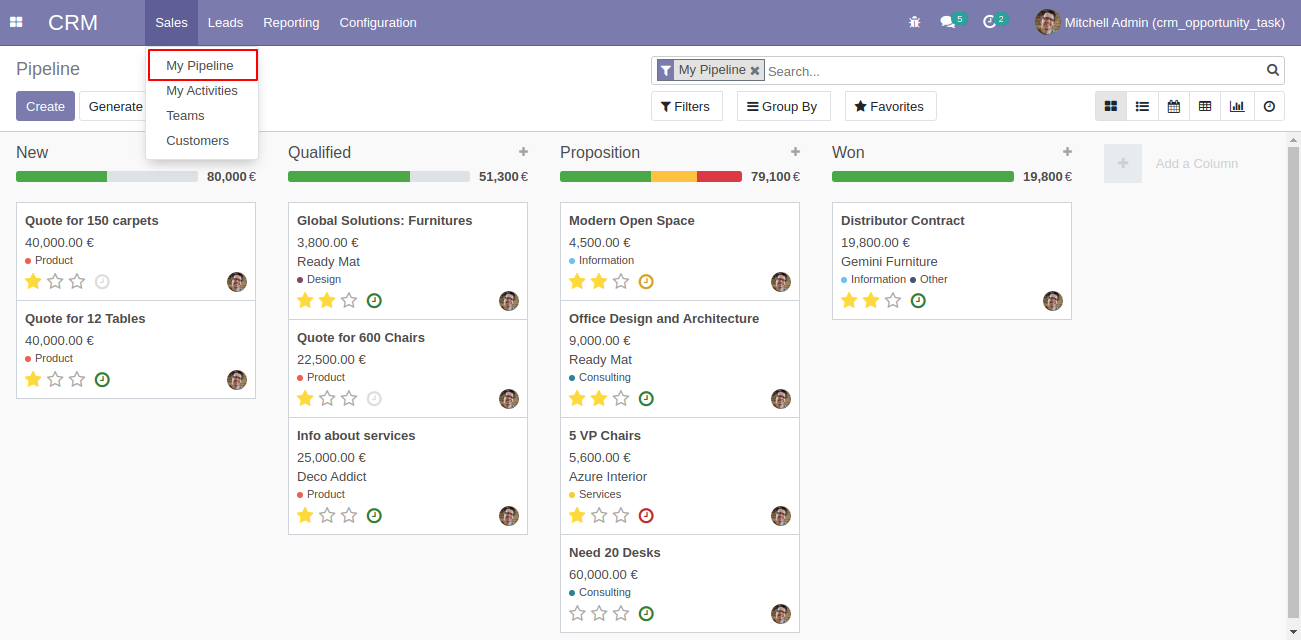 CRM
Sales
Leads
Reporting
Configuration
5
2
Mitchell Admin (crm_opportunity_task)
My Pipeline
My Activities
Teams
Customers
Pipeline
My Pipeline
Search...
Create
Generate
Filters
Group By
Favorites
New
80,000 €
Quote for 150 carpets
40,000.00 €
Product
Quote for 12 Tables
40,000.00 €
Product
Qualified
51,300 €
Global Solutions: Furnitures
3,800.00 €
Ready Mat
Design
Quote for 600 Chairs
22,500.00 €
Product
Info about services
25,000.00 €
Deco Addict
Product
Proposition
79,100 €
Modern Open Space
4,500.00 €
Information
Office Design and Architecture
9,000.00 €
Ready Mat
Consulting
5 VP Chairs
5,600.00 €
Azure Interior
Services
Need 20 Desks
60,000.00 €
Consulting
Won
19,800 €
Distributor Contract
19,800.00 €
Gemini Furniture
Information Other
Add a Column